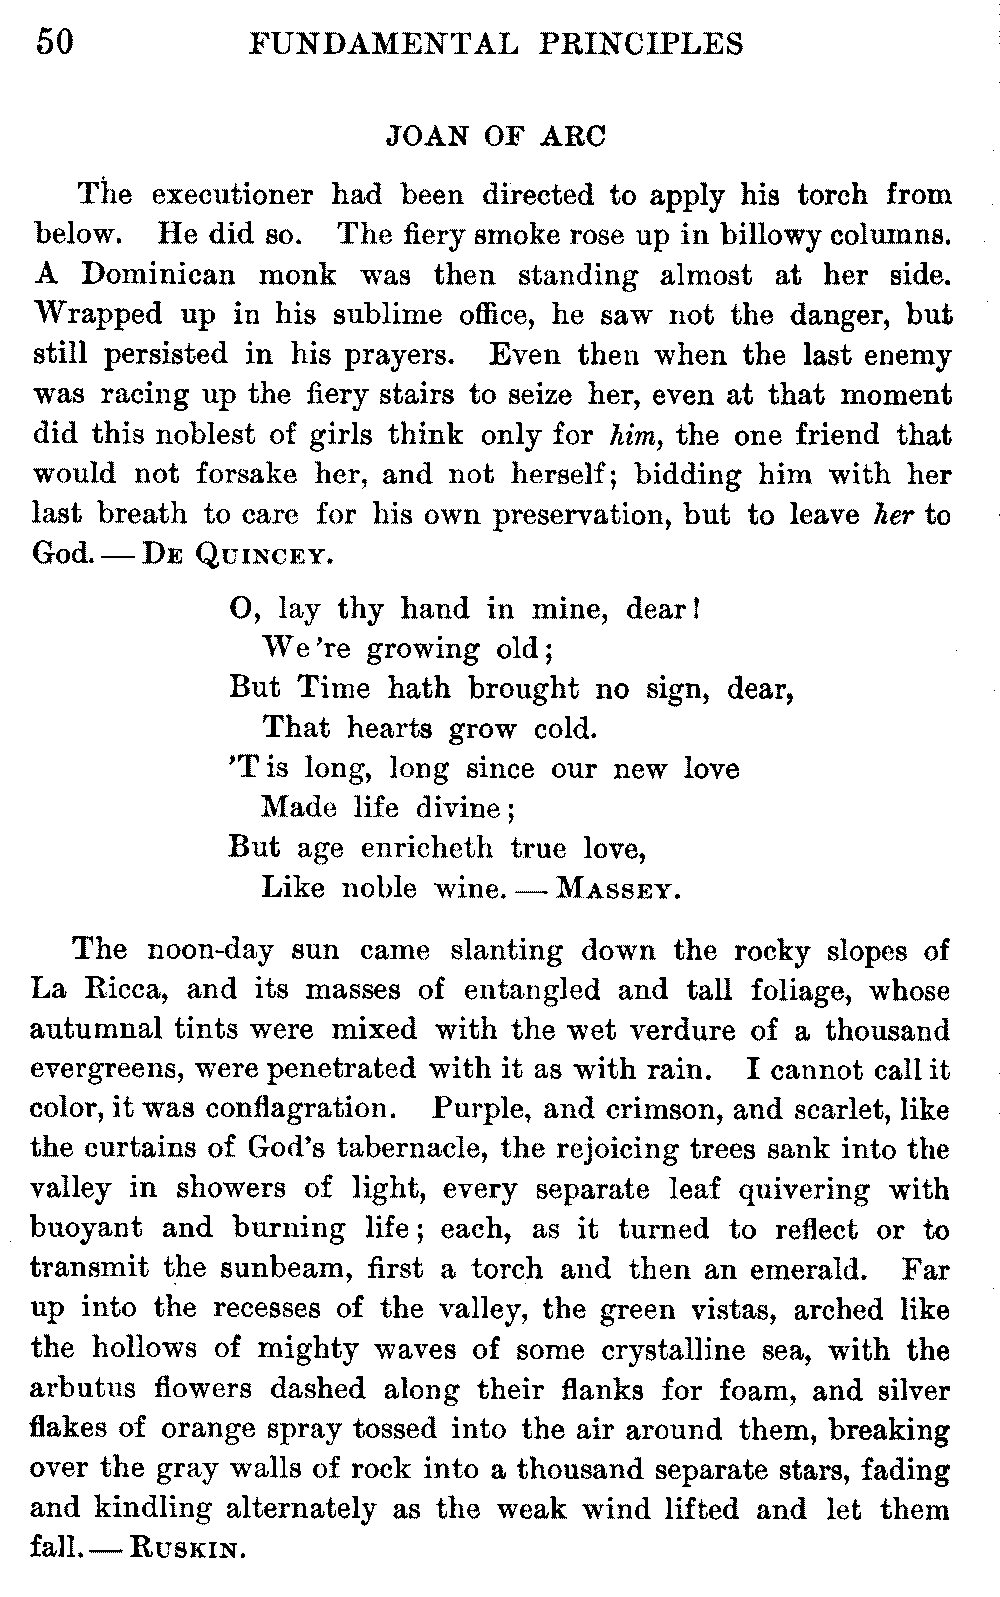 50 FUNDAMENTAL PRINCIPLES
JOAN OF ARC
The executioner had been directed to apply his torch from
below. He did so. The fiery smoke rose up in billowy columns.
A Dominican monk was then standing almost at her side.
Wrapped up in his sublime office, he saw not the danger, but
still persisted in his prayers. Even then when the last enemy
was racing up the fiery stairs to seize her, even at that moment
did this noblest of girls think only for him, the one friend that
would not forsake her, and not herself; bidding him with her
last breath to care for his own preservation, but to leave her to
God. — DE QUINCEY.
O, lay thy hand in mine, dear!
We're growing old;
But Time hath brought no sign, dear,
That hearts grow cold.
'T is long, long since our new love
Made life divine;
But age enricheth true love,
Like noble wine. — MASSEY.
The noon-day sun came slanting down the rocky slopes of
La Ricca, and its masses of entangled and tall foliage, whose
autumnal tints were mixed with the wet verdure of a thousand
evergreens, were penetrated with it as with rain. I cannot call it
color, it was conflagration. Purple, and crimson, and scarlet, like
the curtains of God's tabernacle, the rejoicing trees sank into the
valley in showers of light, every separate leaf quivering with
buoyant and burning life; each, as it turned to reflect or to
transmit the sunbeam, first a torch and then an emerald. Far
up into the recesses of the valley, the green vistas, arched like
the hollows of mighty waves of some crystalline sea, with the
arbutus flowers dashed along their flanks for foam, and silver
flakes of orange spray tossed into the air around them, breaking
over the gray walls of rock into a thousand separate stars, fading
and kindling alternately as the weak wind lifted and let them
fall. — RUSKIN.